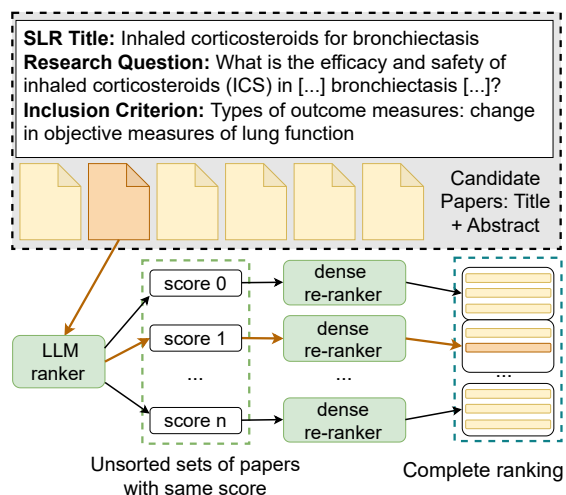 SLR Title: Inhaled corticosteroids for bronchiectasis
Research Question: What is the efficacy and safety of
inhaled corticosteroids (ICS) in [...] bronchiectasis [...]?
Inclusion Criterion: Types of outcome measures: change
in objective measures of lung function
Candidate
Papers: Title
+ Abstract
LLM
ranker
score 0
score 1
...
score n
dense
re-ranker
dense
re-ranker
...
dense
re-ranker
...
Unsorted sets of papers
with same score
Complete ranking